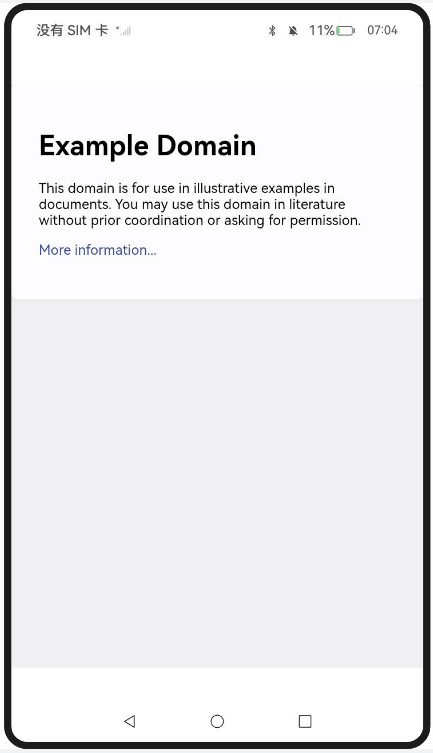 没有 SIM 卡
11%
07:04
Example Domain
This domain is for use in illustrative examples in
documents. You may use this domain in literature
without prior coordination or asking for permission.
More information...